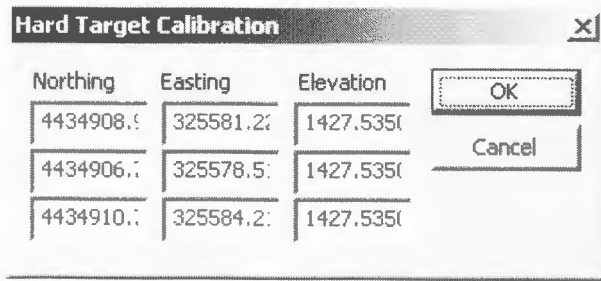 Hard Target Calibration
Northing Easting Elevation OK
4434908. 325581.2 1427.535
4434906. 325578.5 1427.535 Cancel
4434910. 325584.2 1427.535